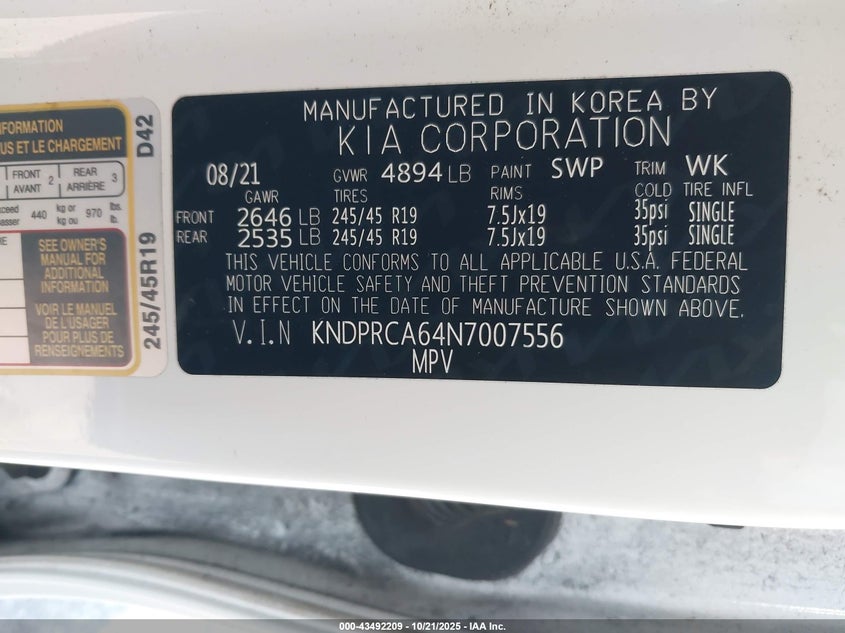 INFORMATION
US ET LE CHARGEMENT
FRONT
AVANT 2
REAR
ARRIÈRE 3
440 kg or kg ou 970 lbs. lb.
SEE OWNER'S
MANUAL FOR
ADDITIONAL
INFORMATION
VOIR LE MANUEL
DE L'USAGER
POUR PLUS DE
RENSEIGNEMENTS
245/45R19 D42
MANUFACTURED IN KOREA BY
KIA CORPORATION
08/21 GVWR 4894 LB PAINT SWP TRIM WK
GAWR TIRES RIMS COLD TIRE INFL
FRONT 2646 LB 245/45 R19 7.5Jx19 35psi SINGLE
REAR 2535 LB 245/45 R19 7.5Jx19 35psi SINGLE
THIS VEHICLE CONFORMS TO ALL APPLICABLE U.S.A. FEDERAL
MOTOR VEHICLE SAFETY AND THEFT PREVENTION STANDARDS
IN EFFECT ON THE DATE OF MANUFACTURE SHOWN ABOVE.
V.I.N KNDPRCA64N7007556
MPV
000-43492209 - 10/21/2025 - IAA Inc.